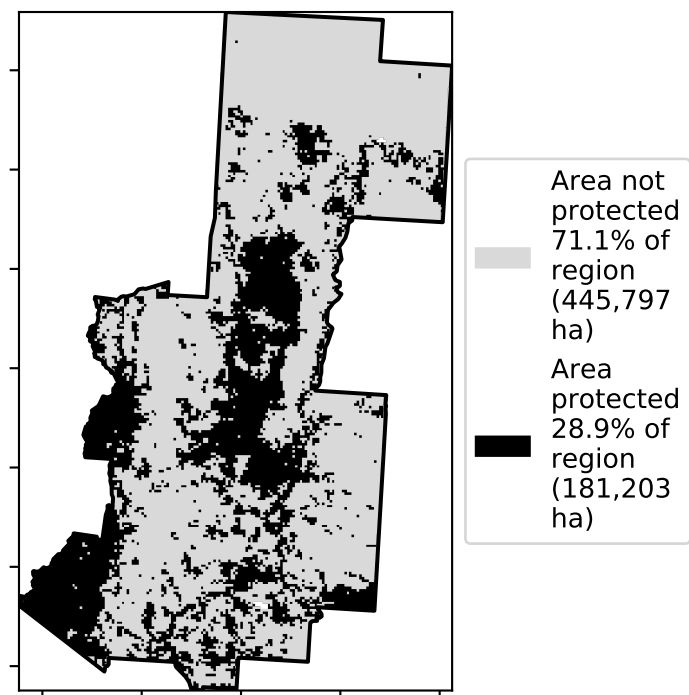 Area not
protected
71.1% of
region
(445,797
ha)
Area
protected
28.9% of
region
(181,203
ha)